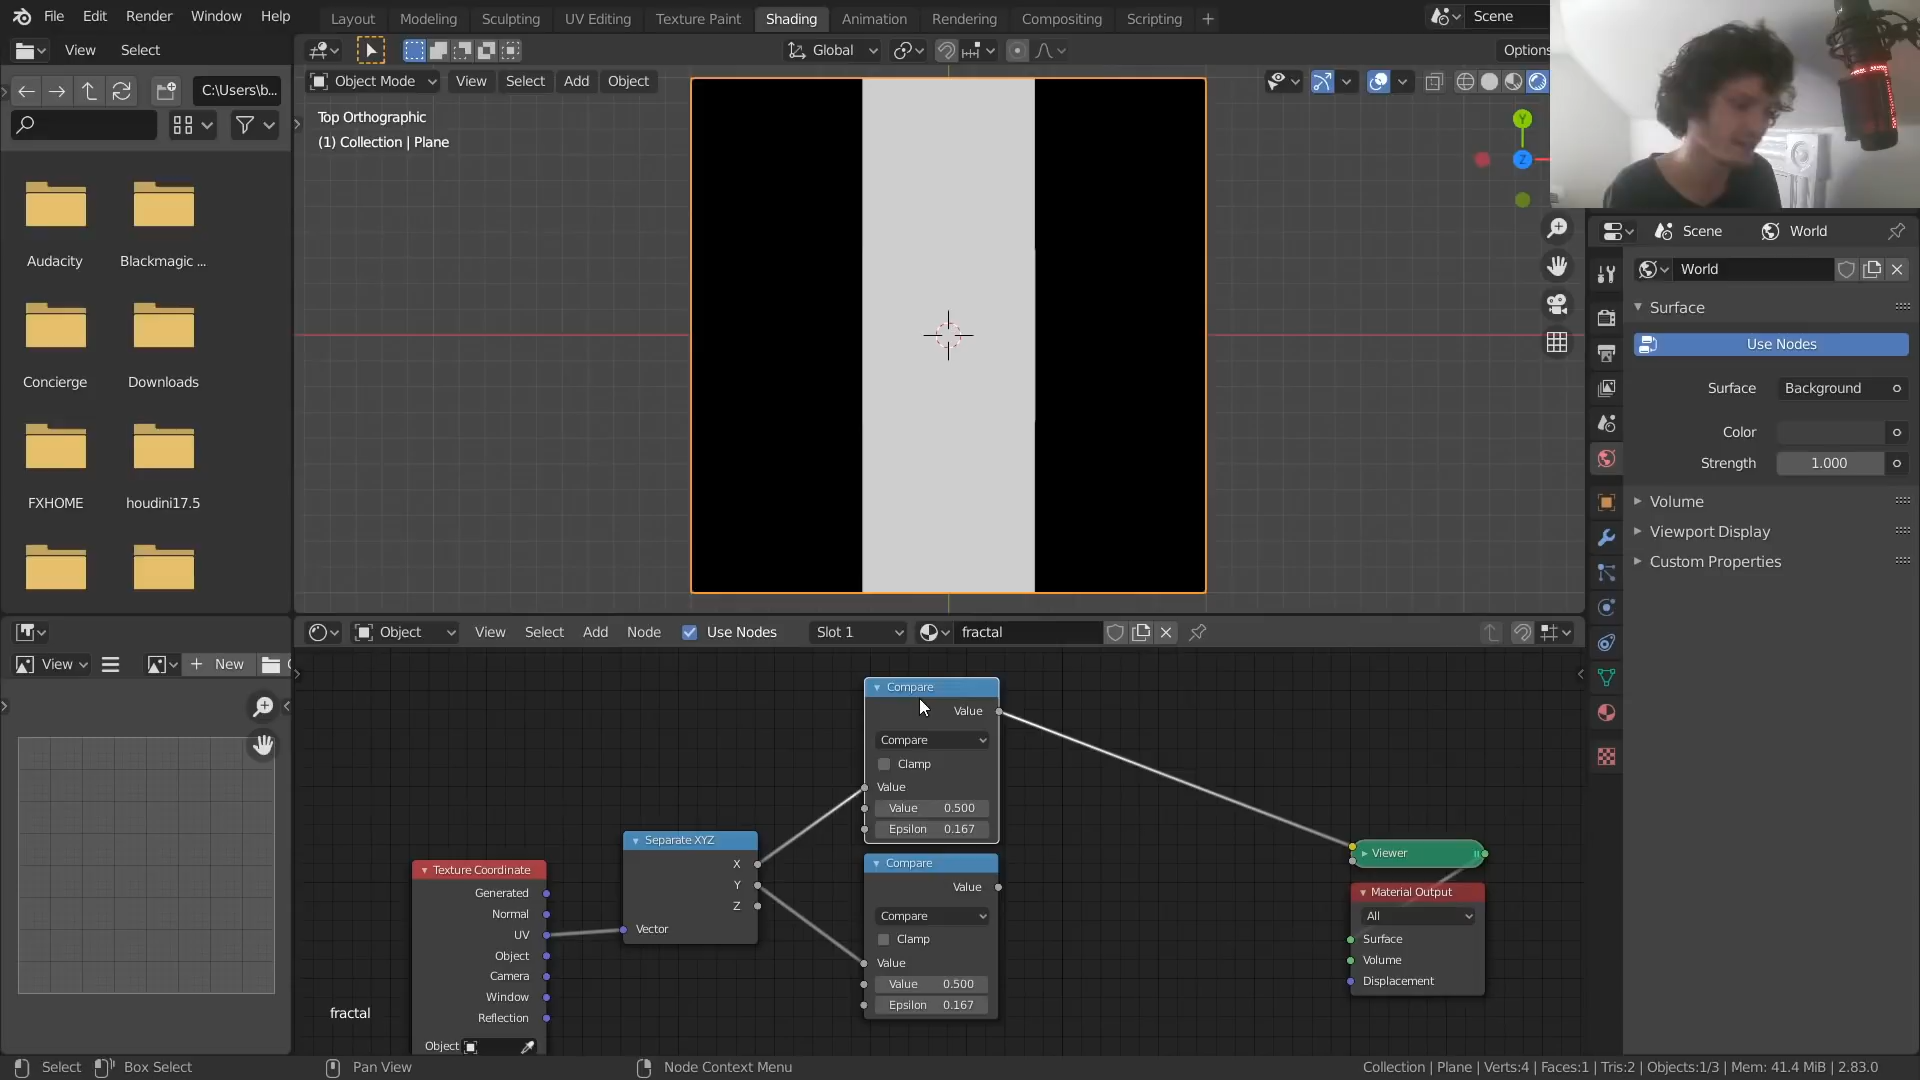 File Edit Render Window Help
Layout Modeling Sculpting UV Editing Texture Paint Shading Animation Rendering Compositing Scripting +
Scene
View Select
Global
Options
C:\Users\b...
Object Mode View Select Add Object
Top Orthographic
(1) Collection | Plane
Y
Z
Audacity Blackmagic ...
Concierge Downloads
FXHOME houdini17.5
Scene World
World
Surface
Use Nodes
Surface Background
Color
Strength 1.000
Volume
Viewport Display
Custom Properties
Object View Select Add Node Use Nodes Slot 1 fractal
View New
Compare
Value
Compare
Clamp
Value
Value 0.500
Epsilon 0.167
Separate XYZ
X
Y
Z
Vector
Texture Coordinate
Generated
Normal
UV
Object
Camera
Window
Reflection
Object
Compare
Value
Compare
Clamp
Value
Value 0.500
Epsilon 0.167
Viewer
Material Output
All
Surface
Volume
Displacement
fractal
Select Box Select Pan View Node Context Menu
Collection | Plane | Verts:4 | Faces:1 | Tris:2 | Objects:1/3 | Mem: 41.4 MiB | 2.83.0